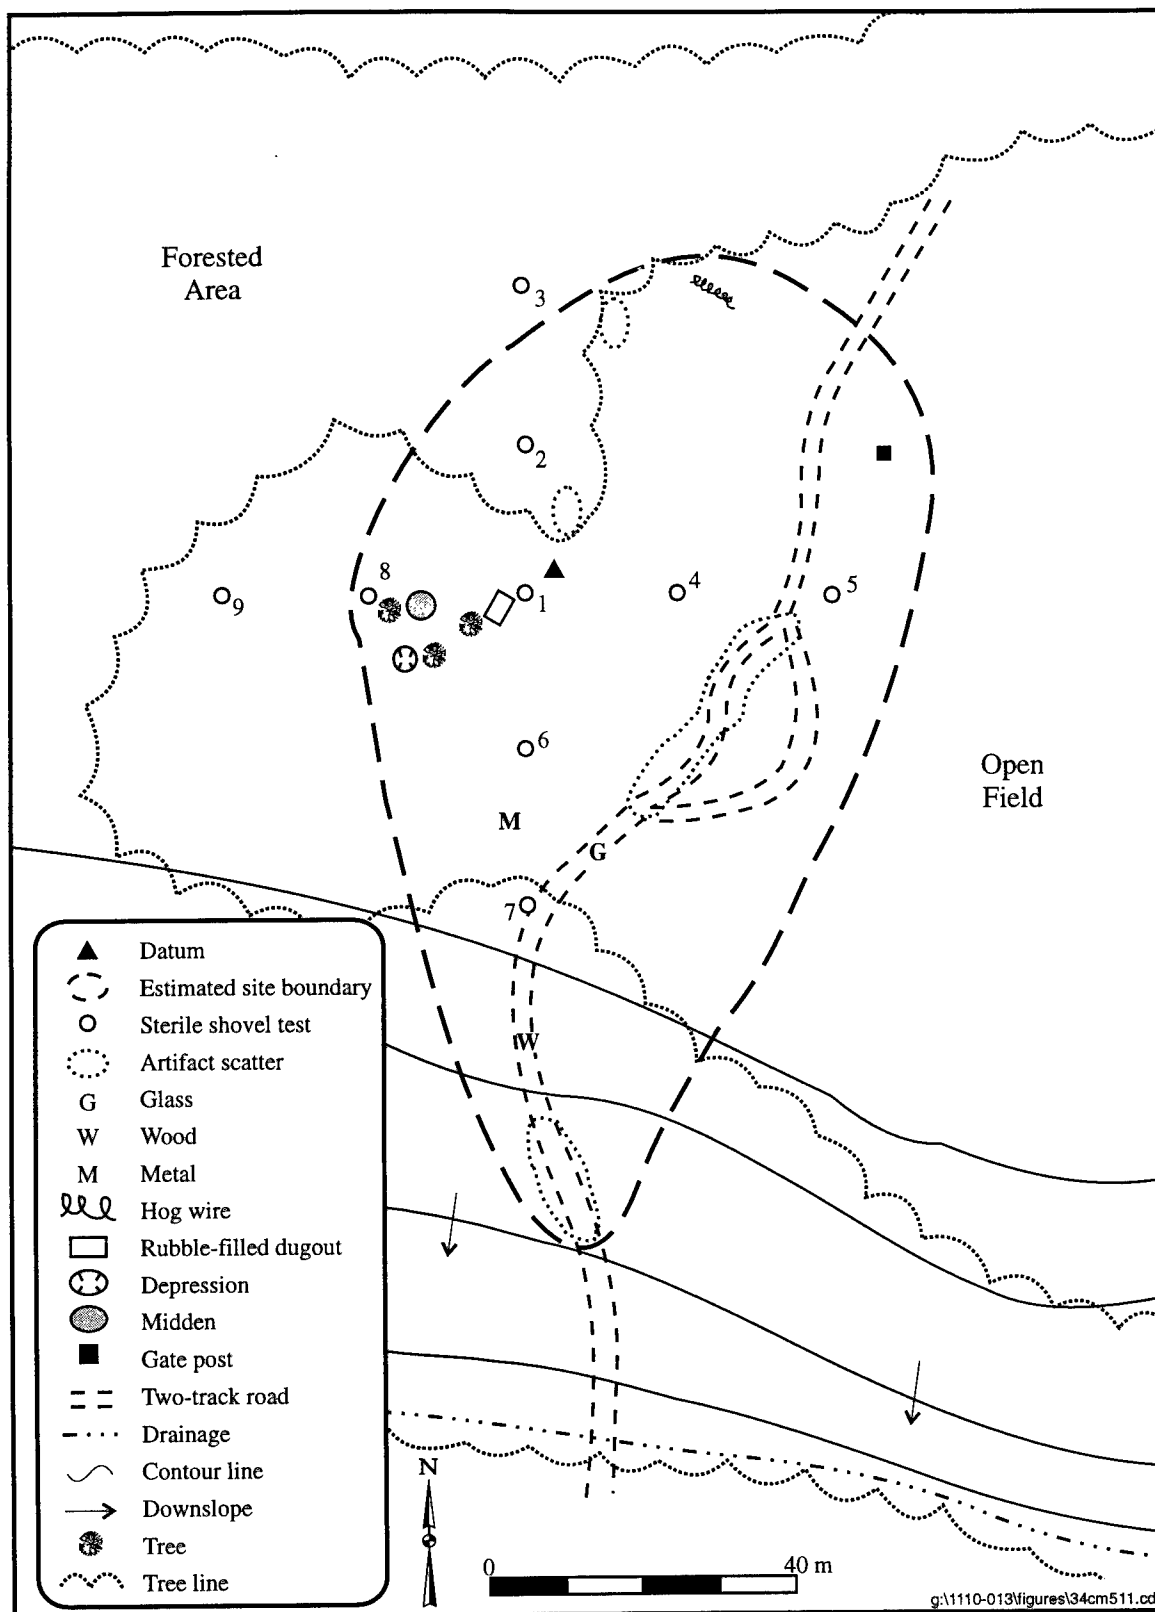 Forested
Area
3
2
8
9
1
4
5
6
M
G
7
W
Open
Field
Datum
Estimated site boundary
Sterile shovel test
Artifact scatter
G Glass
W Wood
M Metal
Hog wire
Rubble-filled dugout
Depression
Midden
Gate post
Two-track road
Drainage
Contour line
Downslope
Tree
Tree line
N
0 40 m
g:\1110-013\figures\34cm511.cd